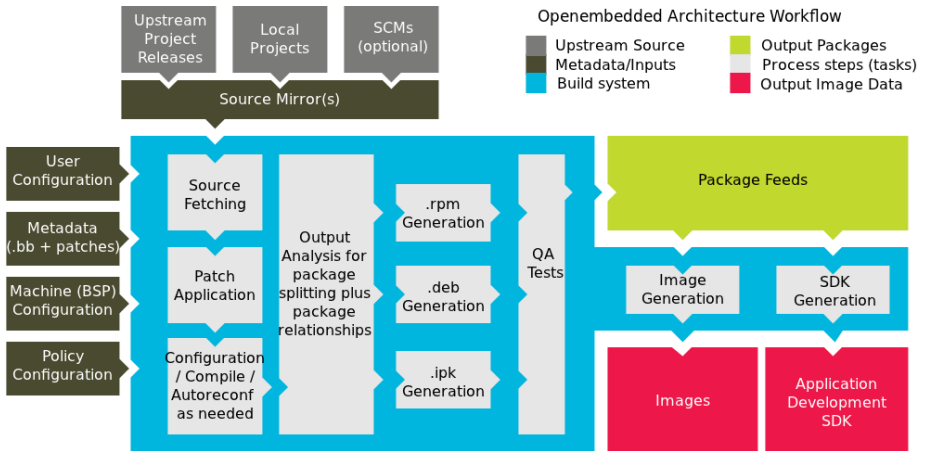 Openembedded Architecture Workflow
Upstream
Project
Releases
Local
Projects
SCMs
(optional)
Upstream Source
Metadata/Inputs
Build system
Output Packages
Process steps (tasks)
Output Image Data
Source Mirror(s)
User
Configuration
Metadata
(.bb + patches)
Machine (BSP)
Configuration
Policy
Configuration
Source
Fetching
Patch
Application
Configuration
/ Compile /
Autoreconf
as needed
Output
Analysis for
package
splitting plus
package
relationships
.rpm
Generation
.deb
Generation
.ipk
Generation
QA
Tests
Package Feeds
Image
Generation
SDK
Generation
Images
Application
Development
SDK